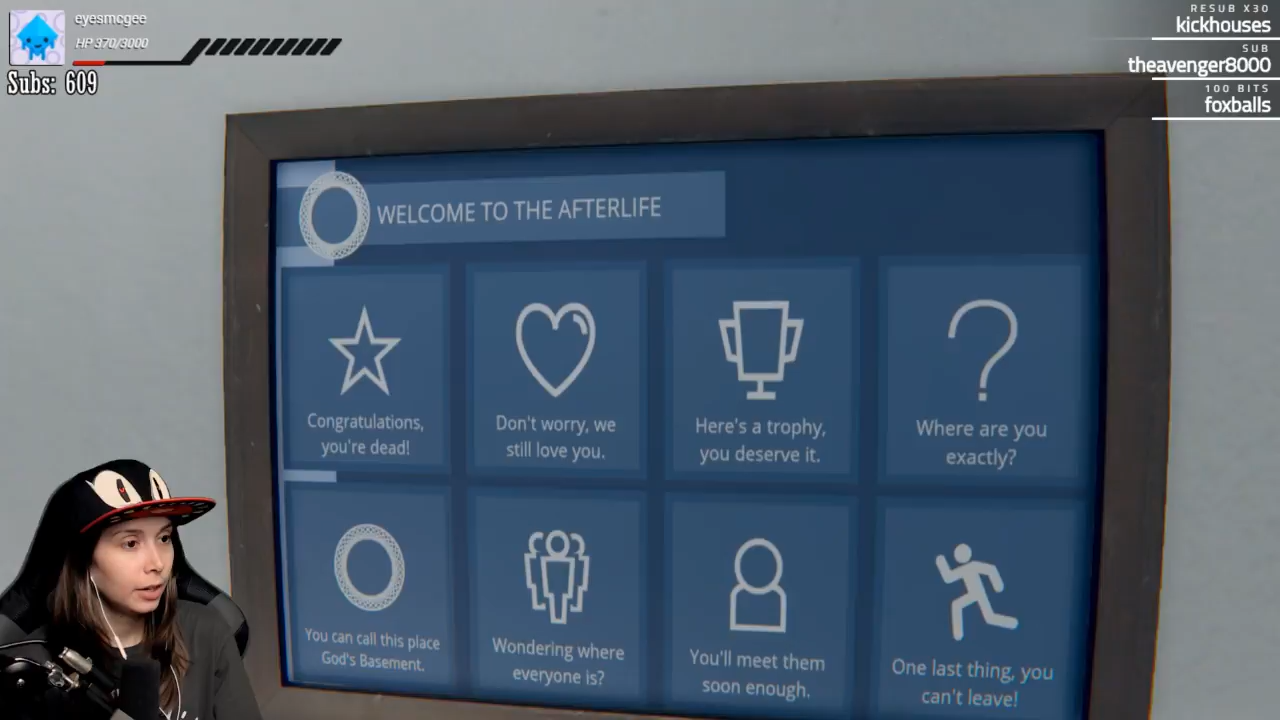 eyesmcgee
HP 370/3000
Subs: 609
RESUB X30
kickhouses
SUB
theavenger8000
100 BITS
foxballs
WELCOME TO THE AFTERLIFE
Congratulations,
you're dead!
Don't worry, we
still love you.
Here's a trophy,
you deserve it.
Where are you
exactly?
You can call this place
God's Basement.
Wondering where
everyone is?
You'll meet them
soon enough.
One last thing, you
can't leave!